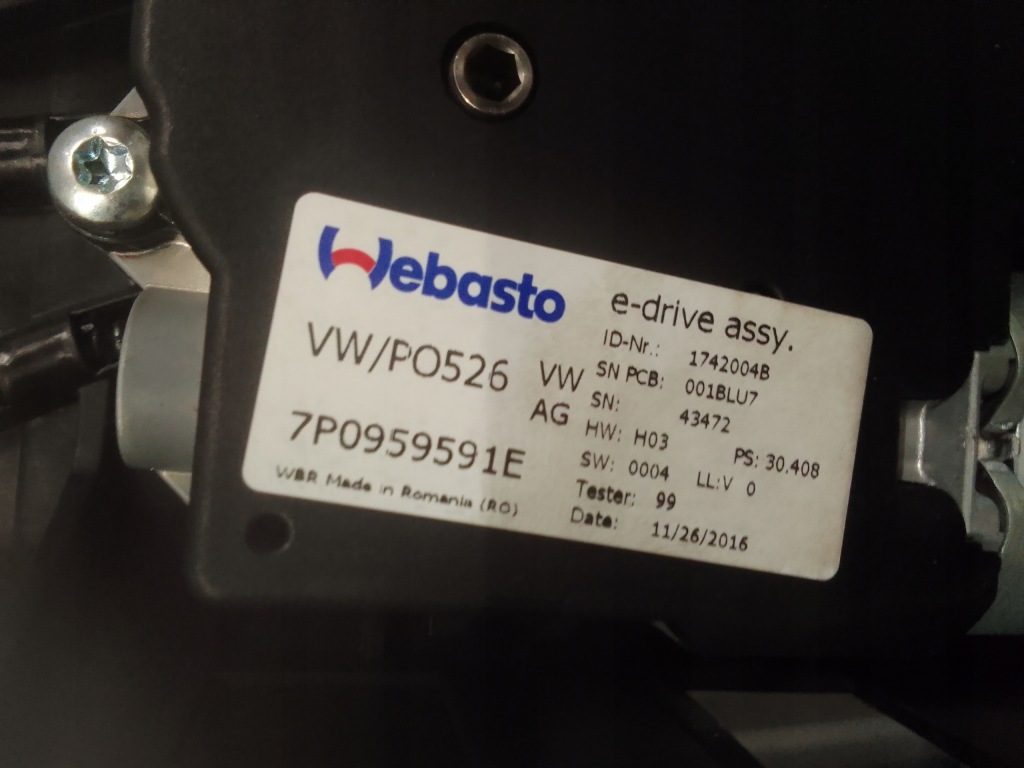 Webasto
e-drive assy.
VW/PO526
VW
AG
7P0959591E
WBR Made in Romania (RO)
ID-Nr.: 1742004B
SN PCB: 001BLU7
SN: 43472
HW: H03 PS: 30.408
SW: 0004 LL:V 0
Tester: 99
Date: 11/26/2016